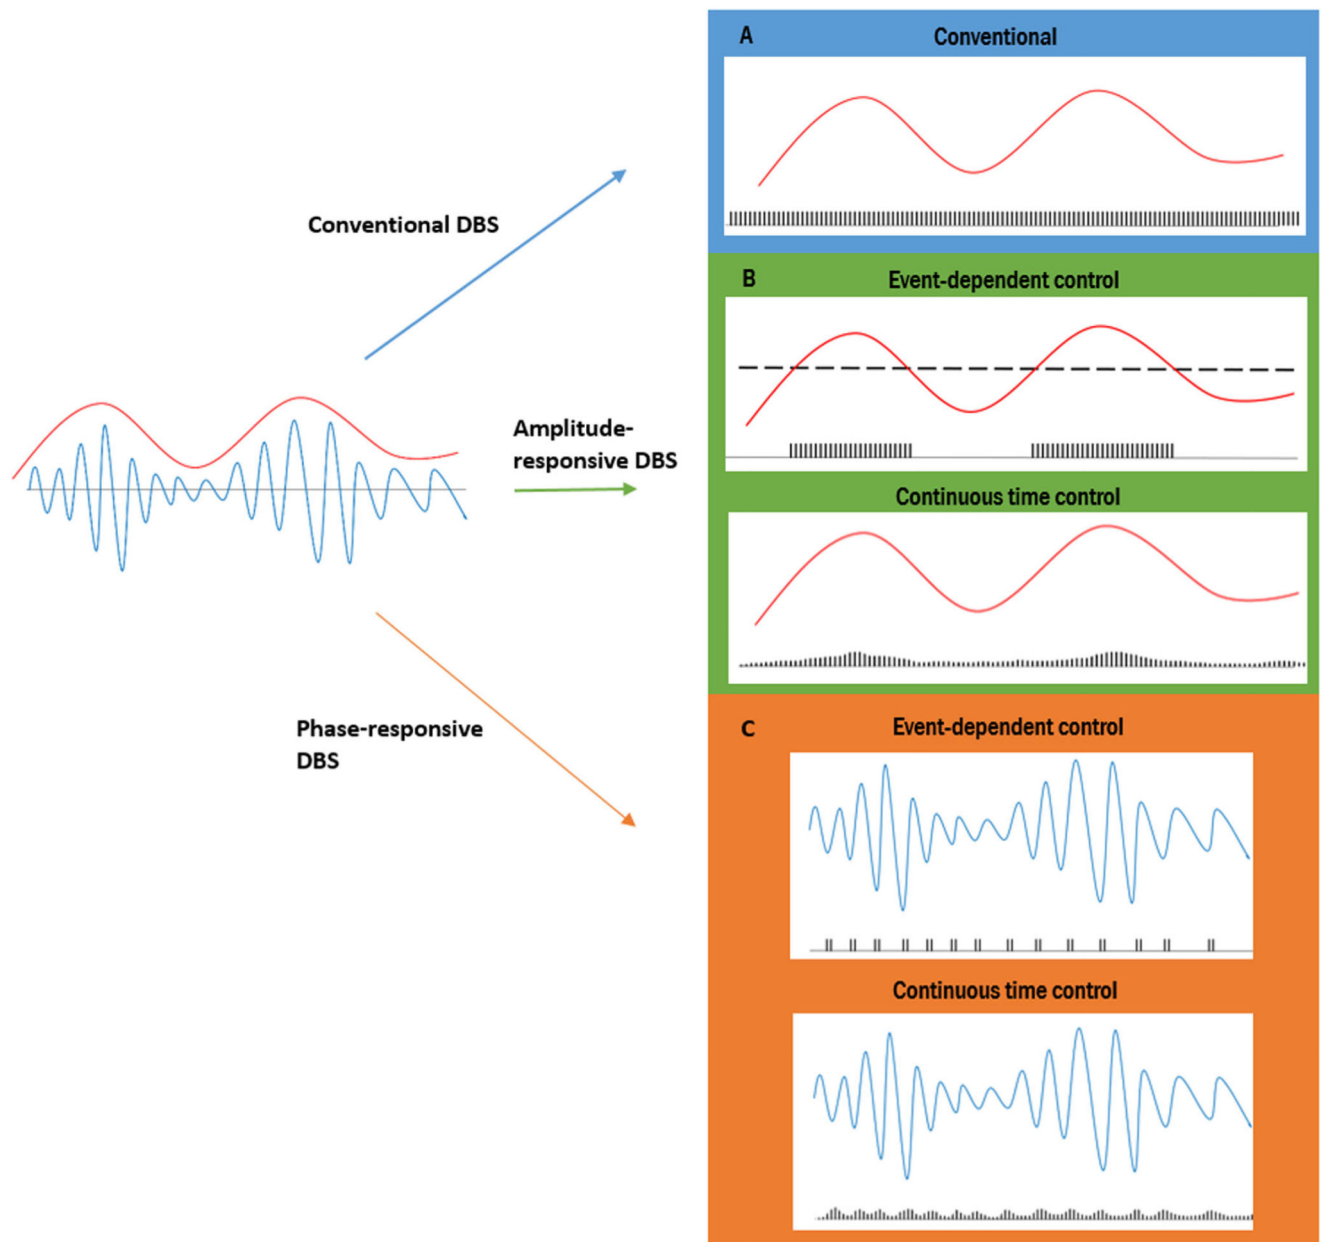 Conventional DBS
Amplitude-
responsive DBS
Phase-responsive
DBS
A
Conventional
B
Event-dependent control
Continuous time control
C
Event-dependent control
Continuous time control